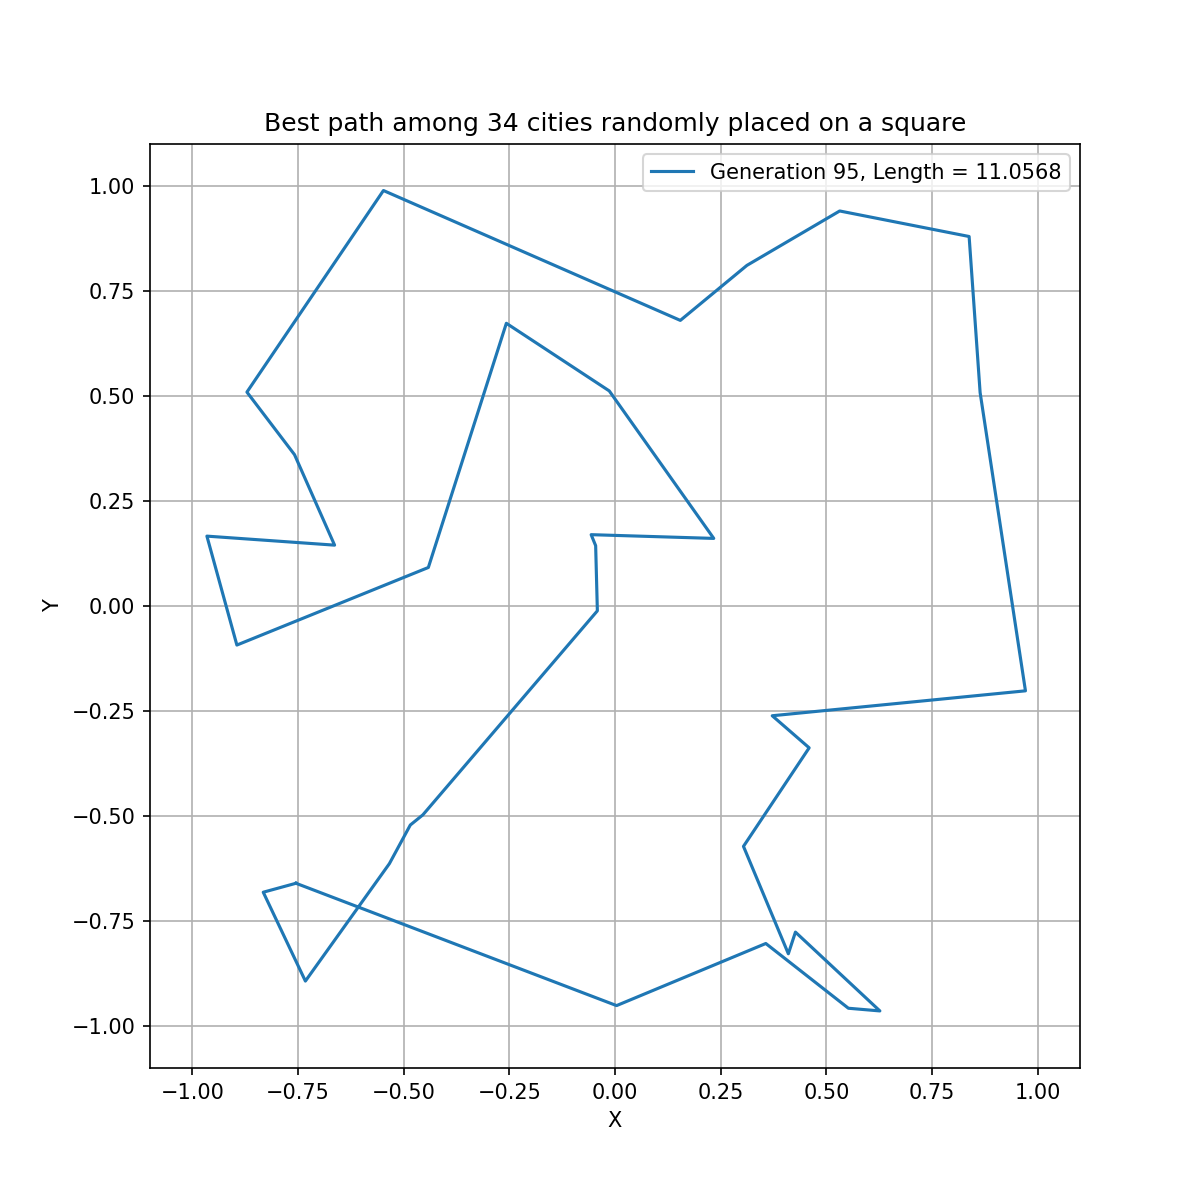 Best path among 34 cities randomly placed on a square
Generation 95, Length = 11.0568
1.00
0.75
0.50
0.25
0.00
−0.25
−0.50
−0.75
−1.00
Y
−1.00 −0.75 −0.50 −0.25 0.00 0.25 0.50 0.75 1.00
X